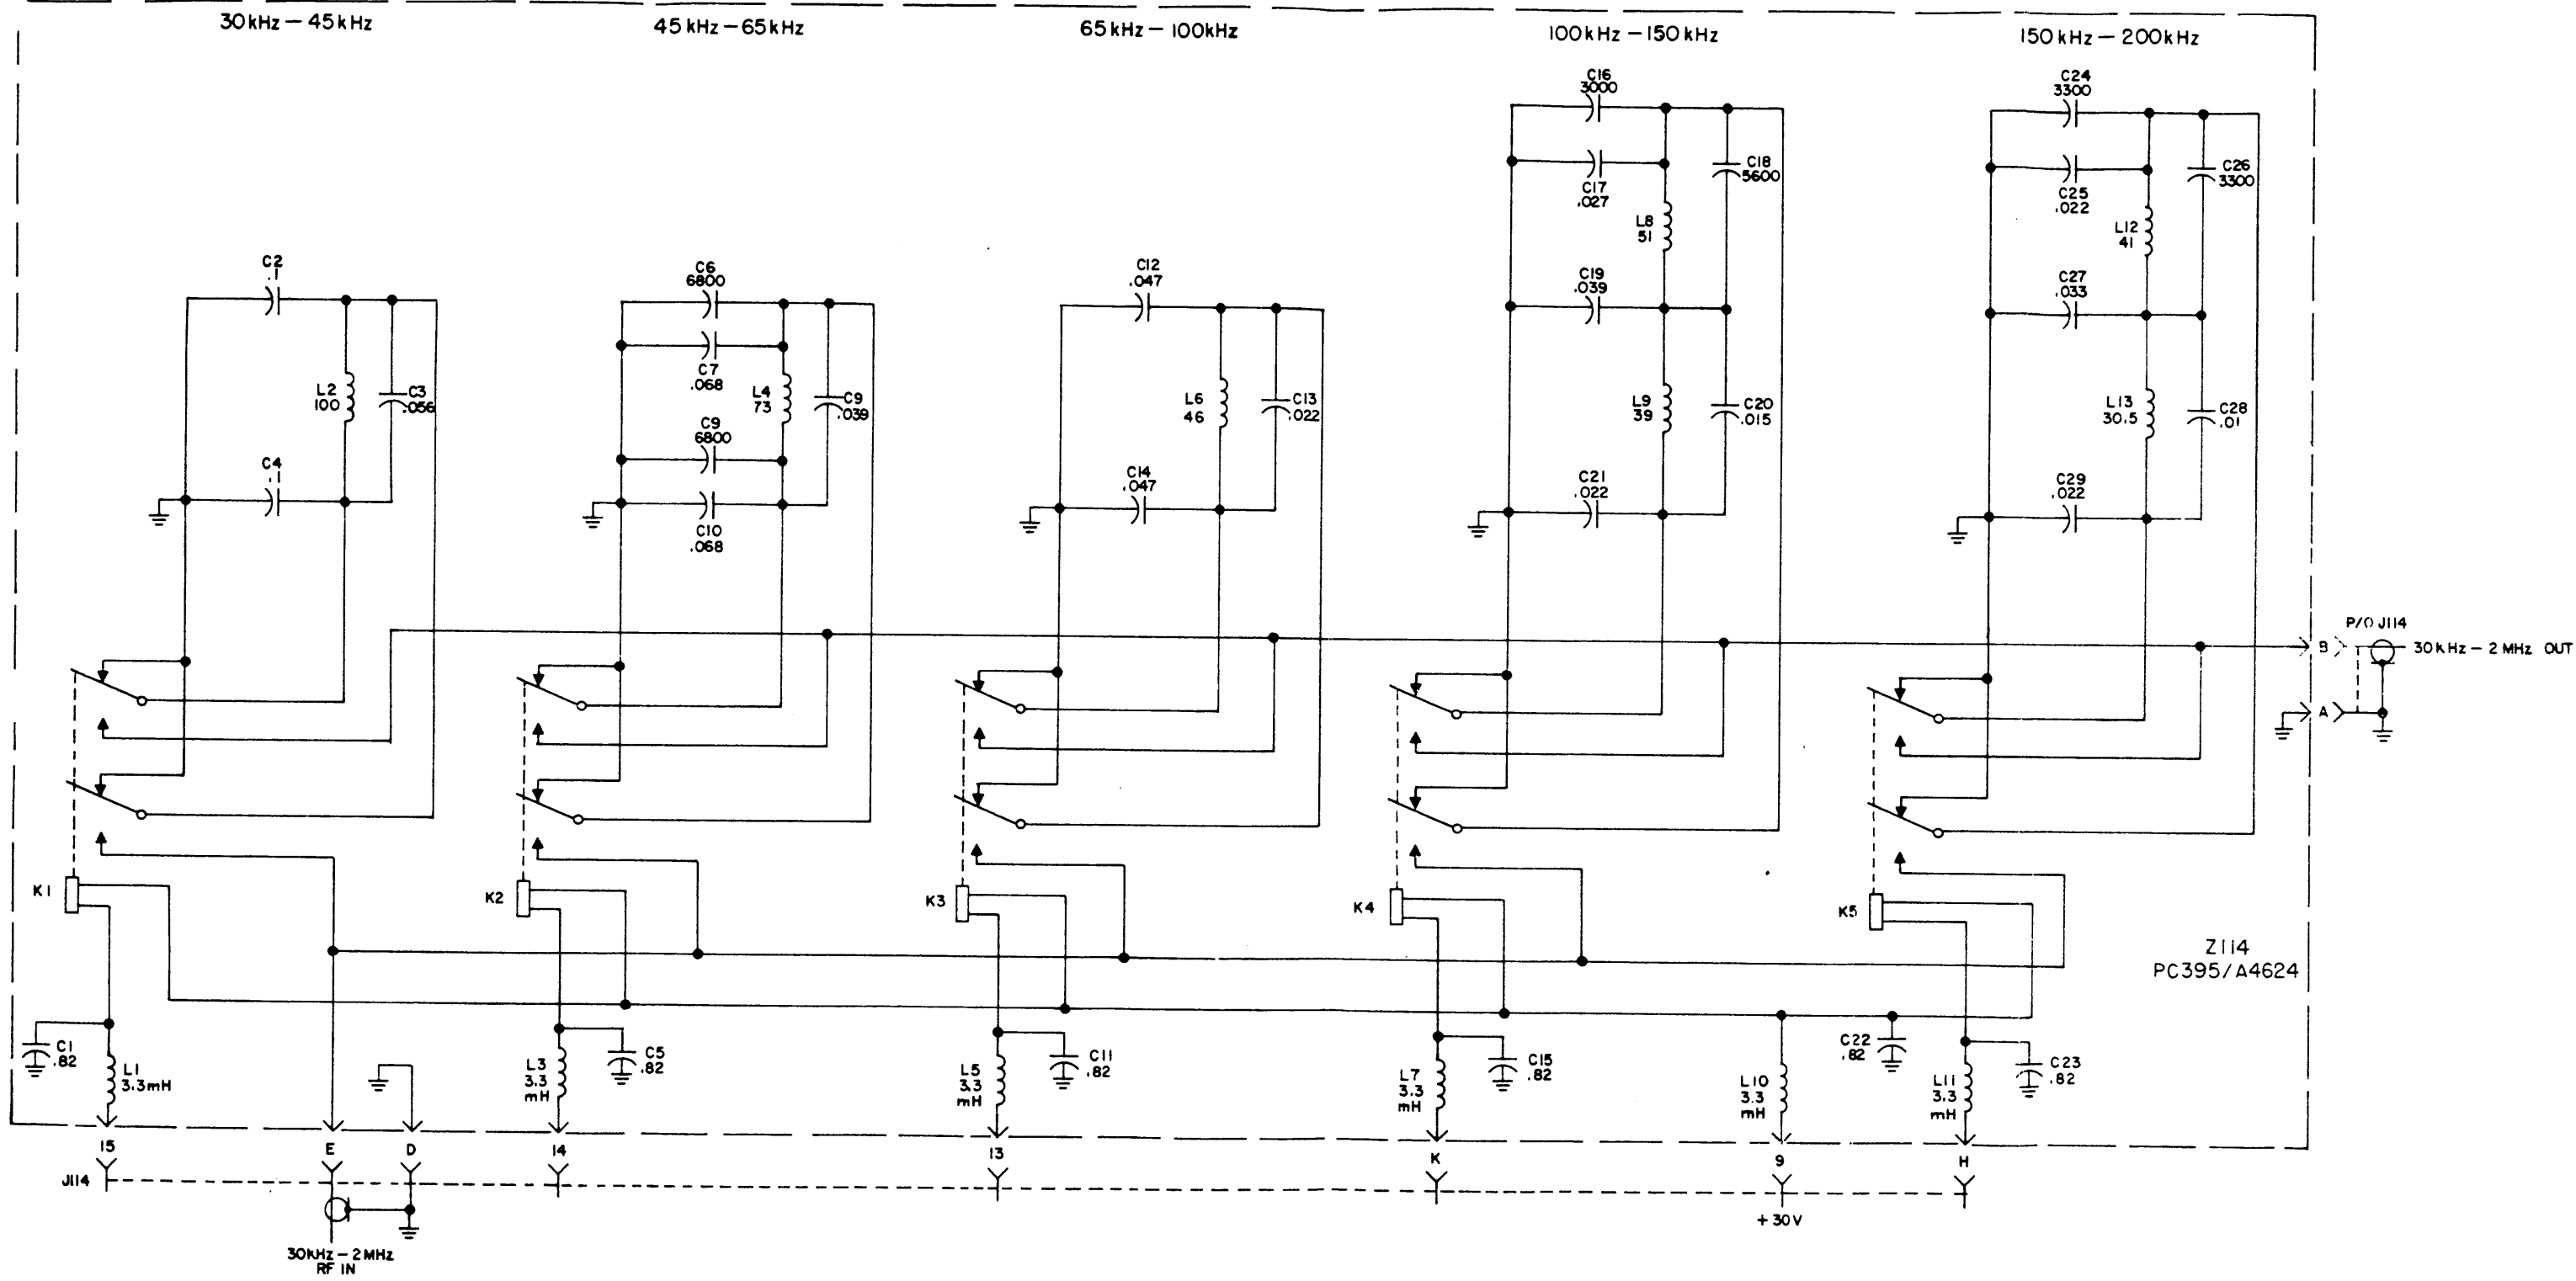 30kHz – 45kHz
45kHz – 65kHz
65kHz – 100kHz
100kHz – 150kHz
150kHz – 200kHz
C2
.1
L2
100
C3
.056
C4
.1
C6
6800
C7
.068
L4
73
C9
.039
C9
6800
C10
.068
C12
.047
L6
46
C13
.022
C14
.047
C16
3000
C17
.027
C18
5600
L8
51
C19
.039
L9
39
C20
.015
C21
.022
C24
3300
C25
.022
C26
3300
L12
41
C27
.033
L13
30.5
C28
.01
C29
.022
P/O J114
B
30kHz – 2MHz OUT
A
K1
K2
K3
K4
K5
Z114
PC395/A4624
C1
.82
L1
3.3mH
L3
3.3
mH
C5
.82
L5
3.3
mH
C11
.82
L7
3.3
mH
C15
.82
L10
3.3
mH
C22
.82
L11
3.3
mH
C23
.82
15
E
D
14
13
K
9
H
J114
+30V
30kHz – 2MHz
RF IN